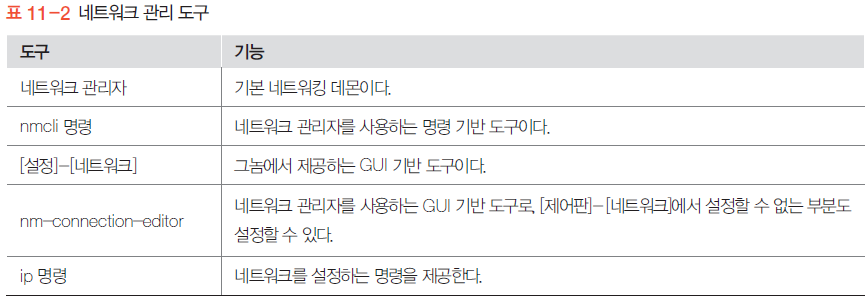 표 11-2 네트워크 관리 도구
도구 기능
네트워크 관리자 기본 네트워킹 데몬이다.
nmcli 명령 네트워크 관리자를 사용하는 명령 기반 도구이다.
[설정]-[네트워크] 그놈에서 제공하는 GUI 기반 도구이다.
nm-connection-editor 네트워크 관리자를 사용하는 GUI 기반 도구로, [제어판]-[네트워크]에서 설정할 수 없는 부분도
설정할 수 있다.
ip 명령 네트워크를 설정하는 명령을 제공한다.